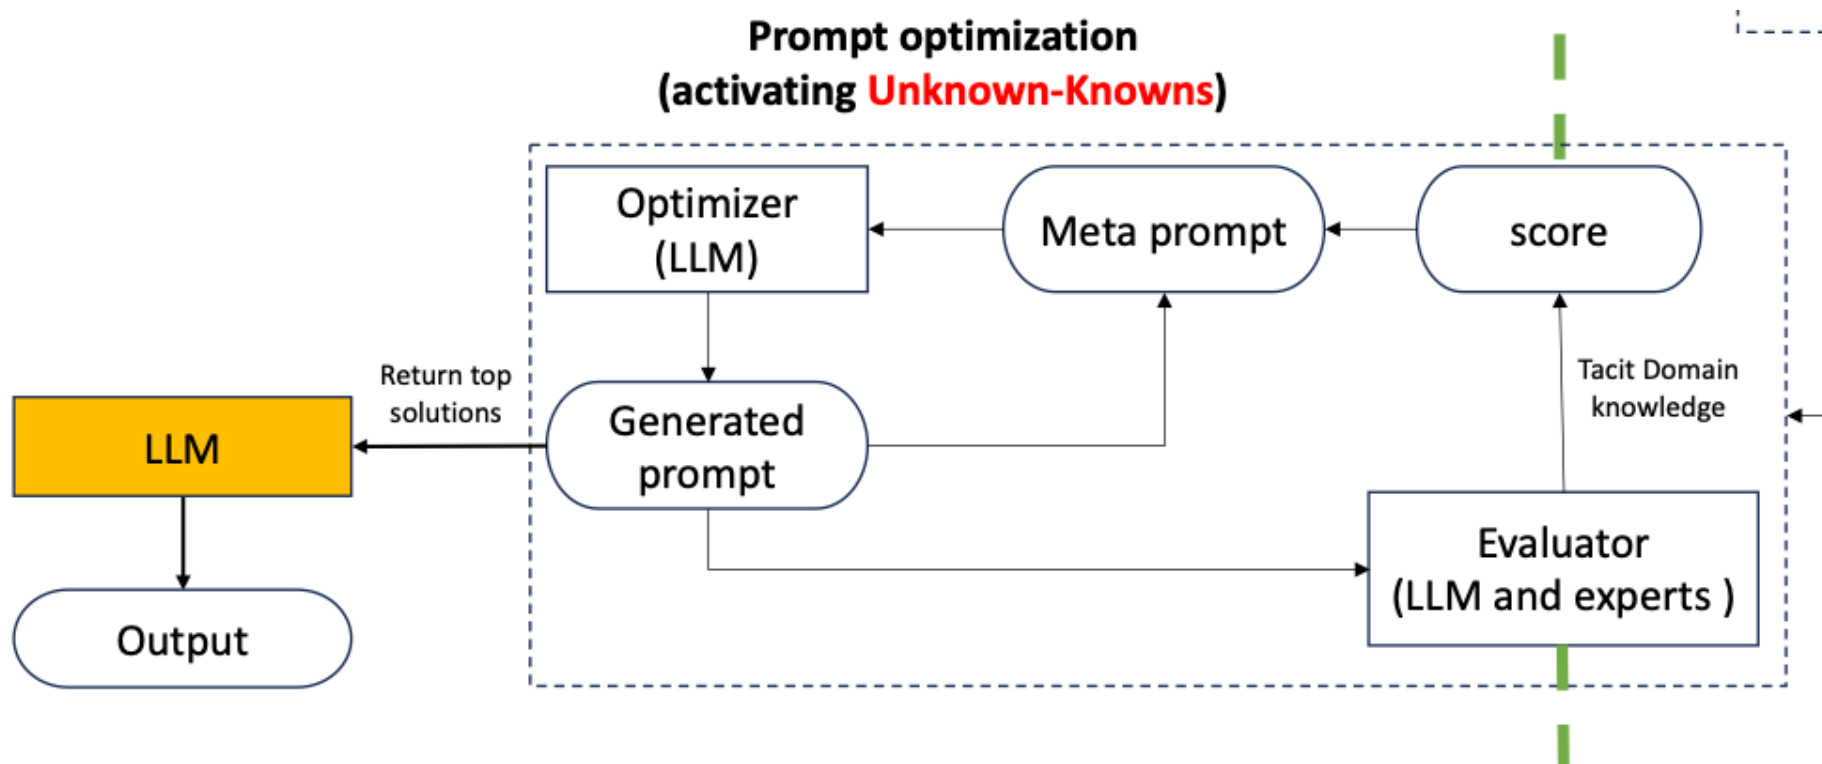 Prompt optimization
(activating Unknown-Knowns)
Optimizer
(LLM)
Meta prompt
score
Return top
solutions
Tacit Domain
knowledge
LLM
Generated
prompt
Evaluator
(LLM and experts )
Output